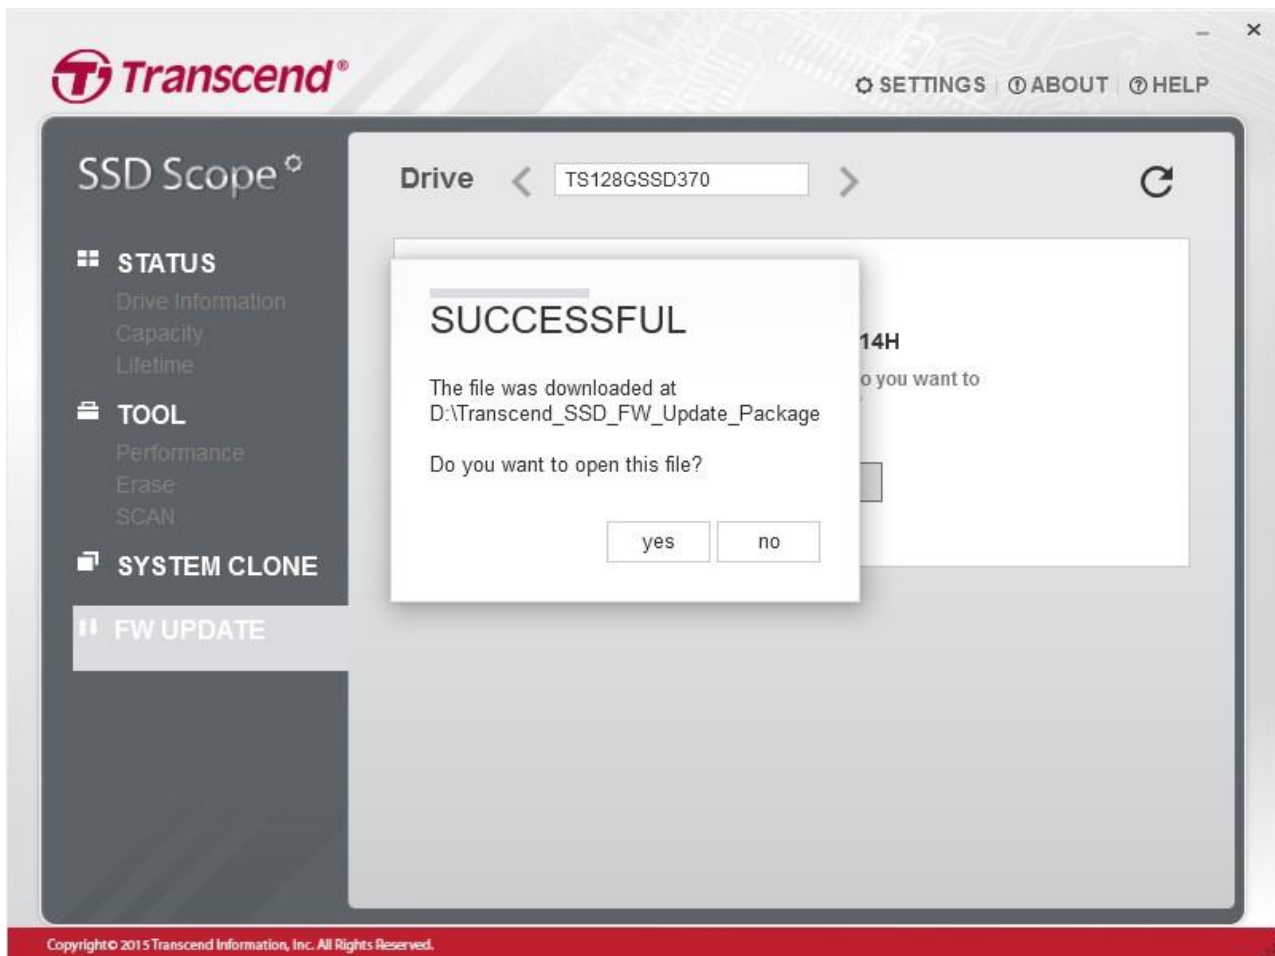 Transcend®
SETTINGS ABOUT HELP
SSD Scope
Drive TS128GSSD370
STATUS
Drive Information
Capacity
Lifetime
TOOL
Performance
Erase
SCAN
SYSTEM CLONE
FW UPDATE
SUCCESSFUL
The file was downloaded at
D:\Transcend_SSD_FW_Update_Package
Do you want to open this file?
yes no
14H
o you want to
Copyright© 2015 Transcend Information, Inc. All Rights Reserved.